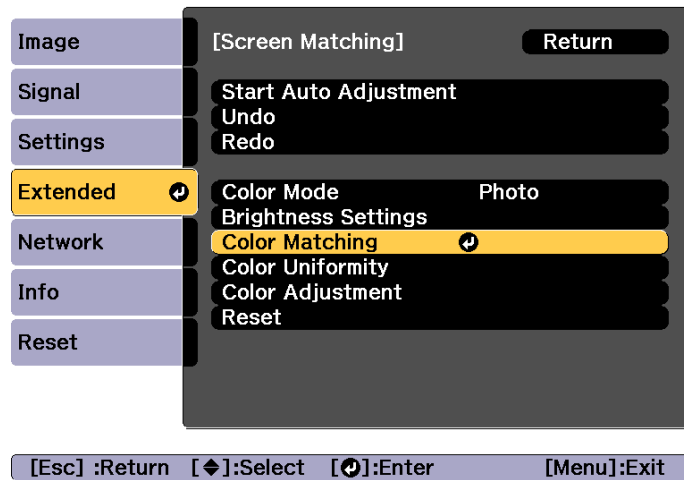 Image
Signal
Settings
Extended
Network
Info
Reset
[Screen Matching] Return
Start Auto Adjustment
Undo
Redo
Color Mode Photo
Brightness Settings
Color Matching
Color Uniformity
Color Adjustment
Reset
[Esc] :Return [◆]:Select [⏎]:Enter [Menu]:Exit